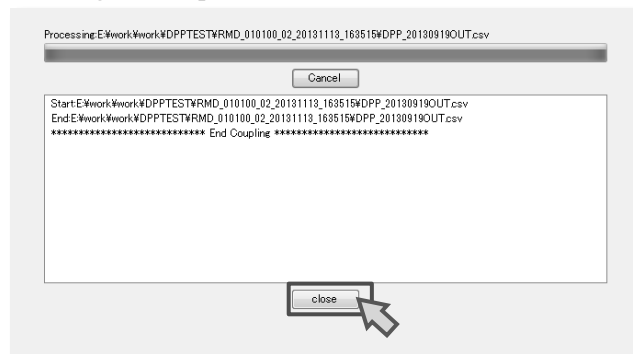 Processing:E:¥work¥work¥DPPTEST¥RMD_010100_02_20131113_163515¥DPP_20130919OUT.csv
Cancel
Start:E:¥work¥work¥DPPTEST¥RMD_010100_02_20131113_163515¥DPP_20130919OUT.csv
End:E:¥work¥work¥DPPTEST¥RMD_010100_02_20131113_163515¥DPP_20130919OUT.csv
**************************** End Coupling ****************************
close